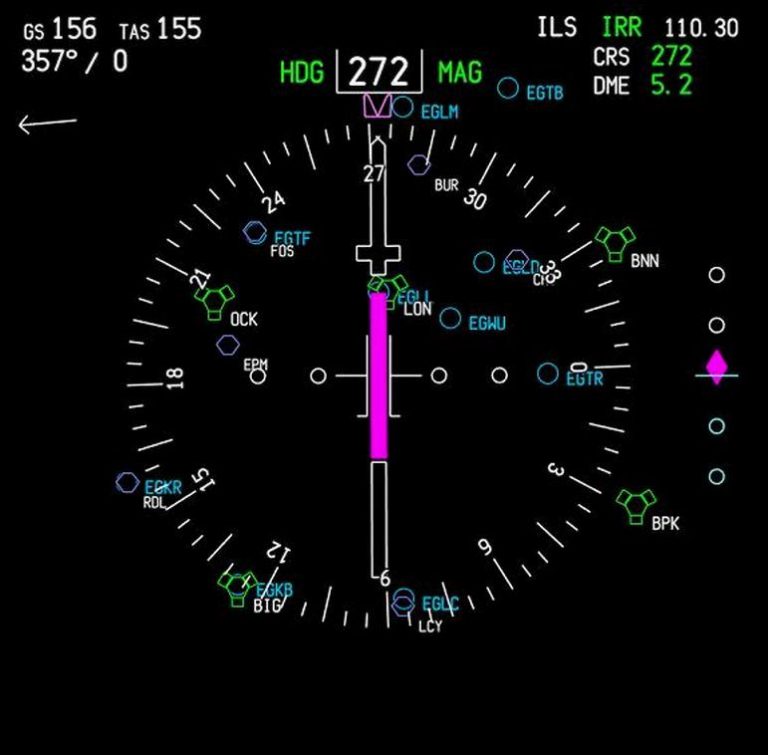 GS 156 TAS 155
357° / 0
ILS IRR 110.30
CRS 272
DME 5.2
HDG 272 MAG
EGTB
EGLM
27
BUR
24
30
EGTF
FOS
BNN
EGLD
33
21
EGLL
LON
OCK
EGWU
EPM
0
EGTR
18
15
3
EGKR
RDL
BPK
12
9
6
EGKB
BIG
EGLC
LCY